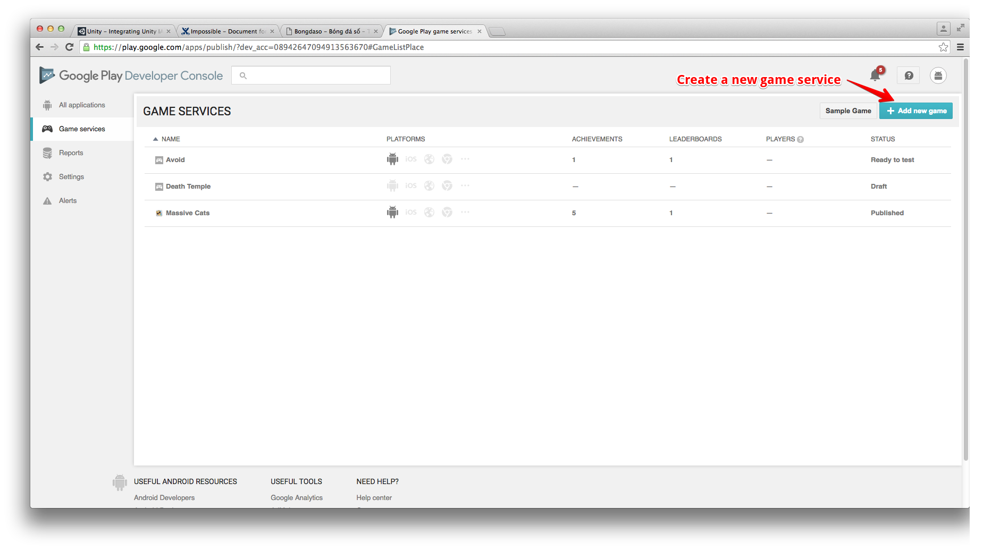 Unity – Integrating Unity I
Impossible – Document fo
Bongdaso – Bóng đá số – T
Google Play game services
https://play.google.com/apps/publish/?dev_acc=08942647094913563670#GameListPlace
Google Play Developer Console
5
Create a new game service
All applications
Game services
Reports
Settings
Alerts
GAME SERVICES
Sample Game
Add new game
NAME PLATFORMS ACHIEVEMENTS LEADERBOARDS PLAYERS ? STATUS
Avoid iOS 1 1 — Ready to test
Death Temple iOS — — — Draft
Massive Cats iOS 5 1 — Published
USEFUL ANDROID RESOURCES USEFUL TOOLS NEED HELP?
Android Developers Google Analytics Help center